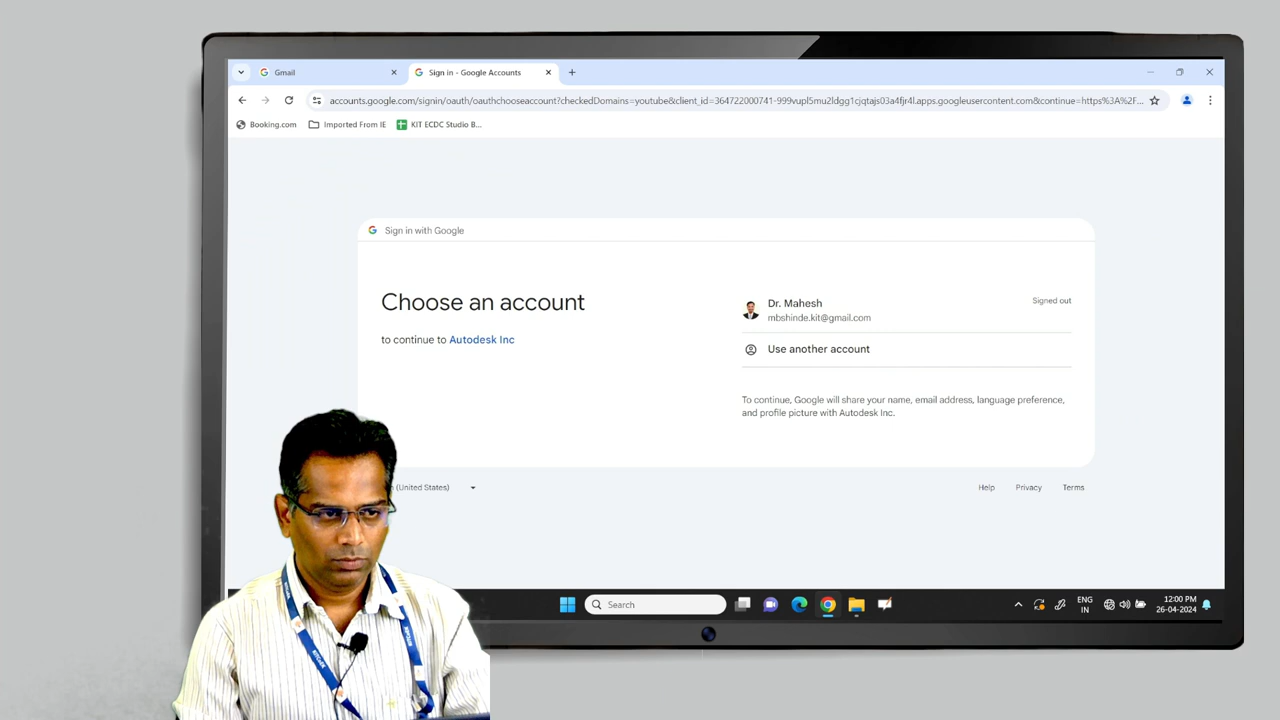 Gmail
Sign in - Google Accounts
accounts.google.com/signin/oauth/oauthchooseaccount?checkedDomains=youtube&client_id=364722000741-999vupl5mu2ldgg1cjqtajs03a4fjr4l.apps.googleusercontent.com&continue=https%3A%2F...
Booking.com
Imported From IE
KIT ECDC Studio B...
Sign in with Google
Choose an account
to continue to Autodesk Inc
Dr. Mahesh
Signed out
mbshinde.kit@gmail.com
Use another account
To continue, Google will share your name, email address, language preference,
and profile picture with Autodesk Inc.
(United States)
Help
Privacy
Terms
Search
ENG
IN
12:00 PM
26-04-2024